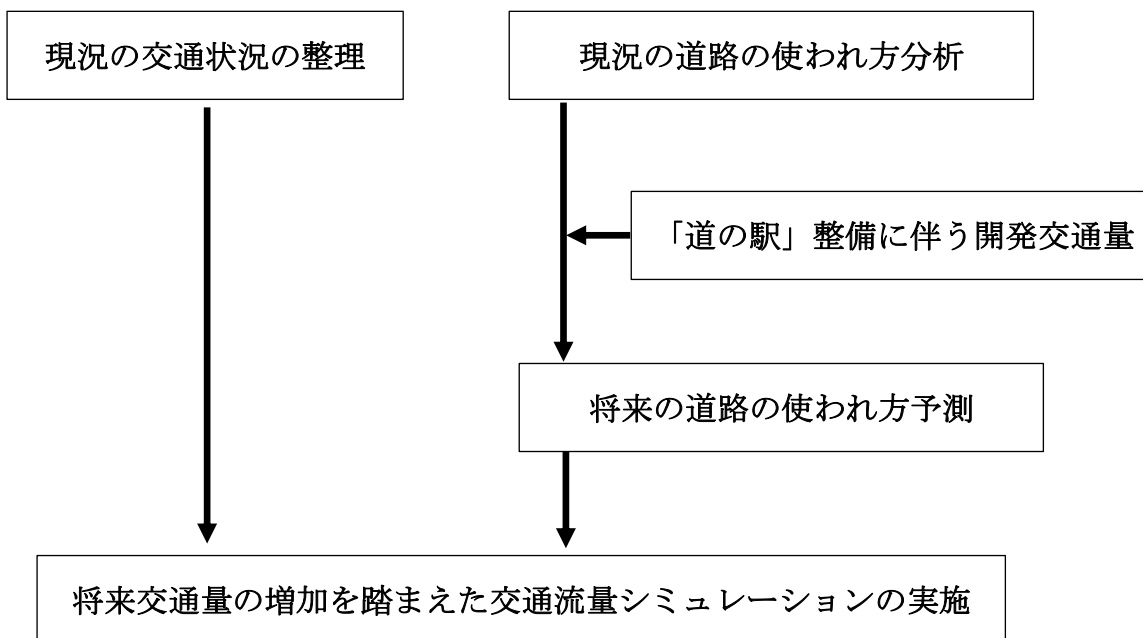 現況の交通状況の整理
現況の道路の使われ方分析
「道の駅」整備に伴う開発交通量
将来の道路の使われ方予測
将来交通量の増加を踏まえた交通流量シミュレーションの実施